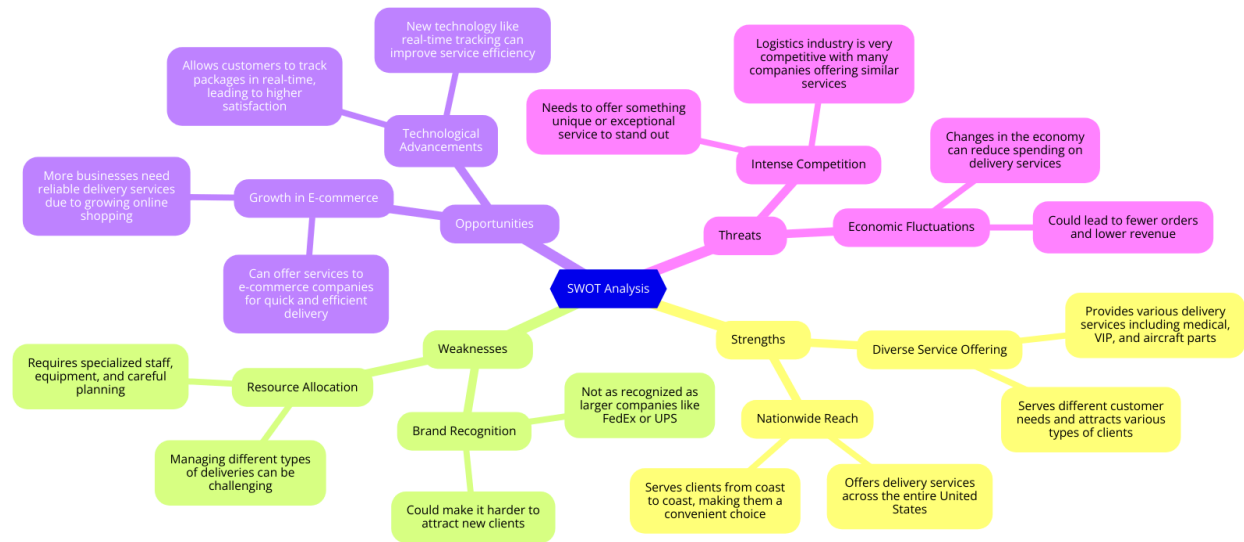 New technology like
real-time tracking can
improve service efficiency
Allows customers to track
packages in real-time,
leading to higher
satisfaction
Technological
Advancements
More businesses need
reliable delivery services
due to growing online
shopping
Growth in E-commerce
Opportunities
Can offer services to
e-commerce companies
for quick and efficient
delivery
Logistics industry is very
competitive with many
companies offering similar
services
Needs to offer something
unique or exceptional
service to stand out
Intense Competition
Changes in the economy
can reduce spending on
delivery services
Threats
Economic Fluctuations
Could lead to fewer orders
and lower revenue
SWOT Analysis
Weaknesses
Requires specialized staff,
equipment, and careful
planning
Resource Allocation
Managing different types
of deliveries can be
challenging
Brand Recognition
Not as recognized as
larger companies like
FedEx or UPS
Could make it harder to
attract new clients
Strengths
Diverse Service Offering
Provides various delivery
services including medical,
VIP, and aircraft parts
Serves different customer
needs and attracts various
types of clients
Nationwide Reach
Serves clients from coast
to coast, making them a
convenient choice
Offers delivery services
across the entire United
States